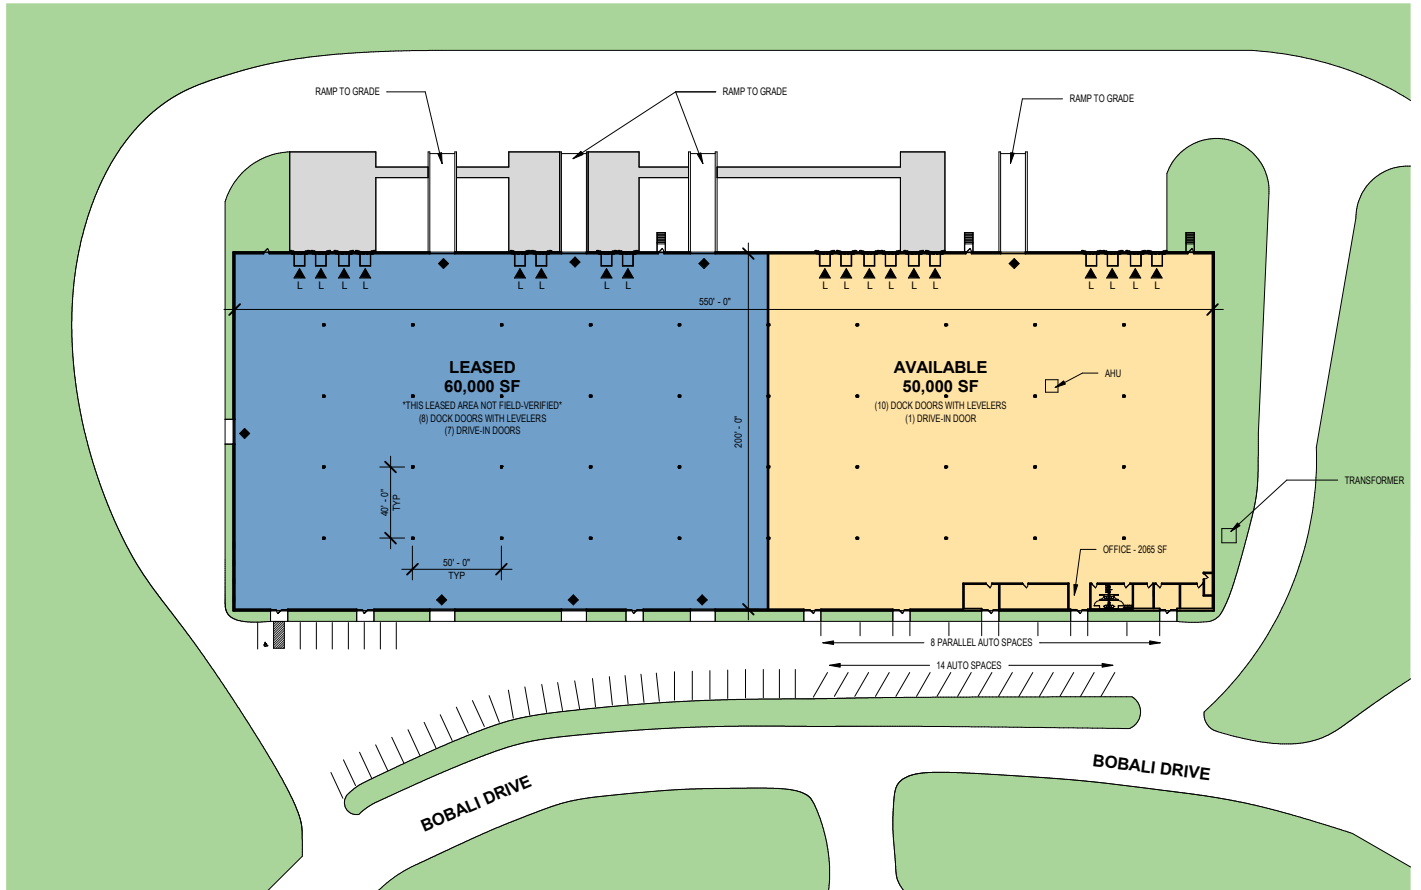 RAMP TO GRADE
RAMP TO GRADE
RAMP TO GRADE
L L L L L L L L L L L L L L L L L L
550' - 0"
LEASED
60,000 SF
*THIS LEASED AREA NOT FIELD-VERIFIED*
(8) DOCK DOORS WITH LEVELERS
(7) DRIVE-IN DOORS
AVAILABLE
50,000 SF
(10) DOCK DOORS WITH LEVELERS
(1) DRIVE-IN DOOR
AHU
200' - 0"
40' - 0"
TYP
50' - 0"
TYP
TRANSFORMER
OFFICE - 2065 SF
8 PARALLEL AUTO SPACES
14 AUTO SPACES
BOBALI DRIVE
BOBALI DRIVE